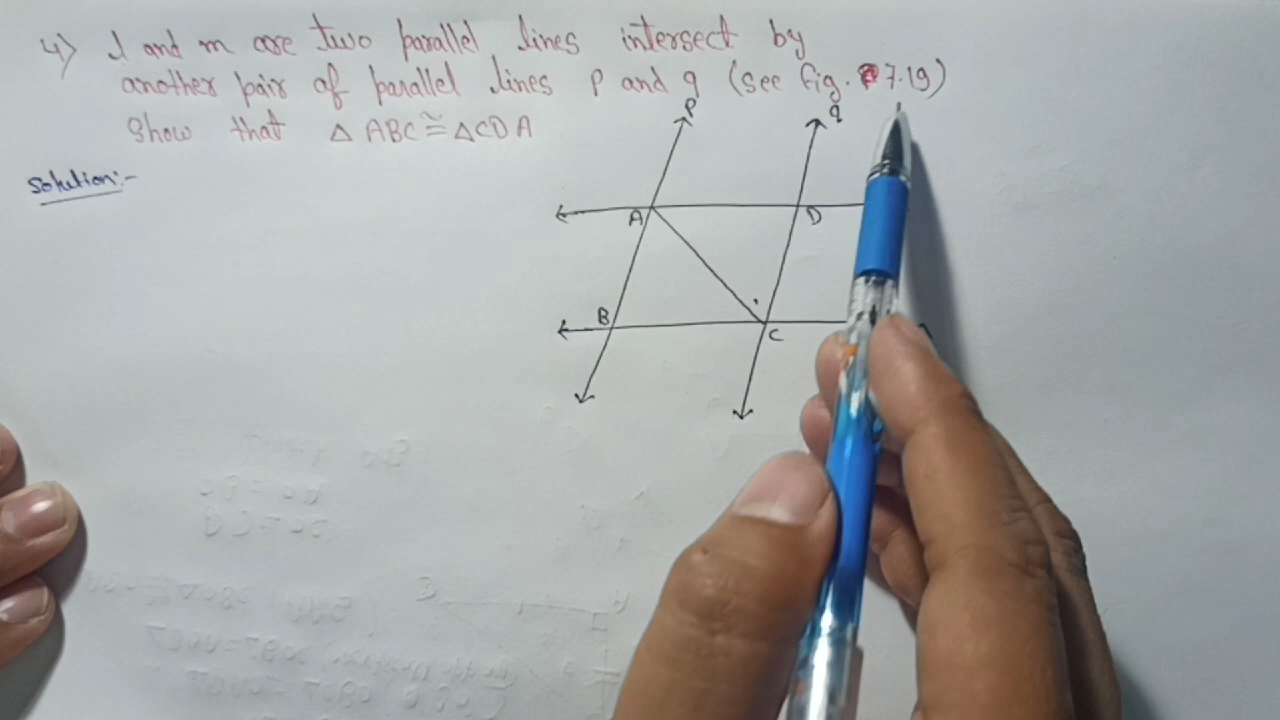 4) l and m are two parallel lines intersect by
another pair of parallel lines p and q (see fig. 7.19)
Show that △ ABC ≅ △CDA
Solution:-
p
q
A
D
B
C